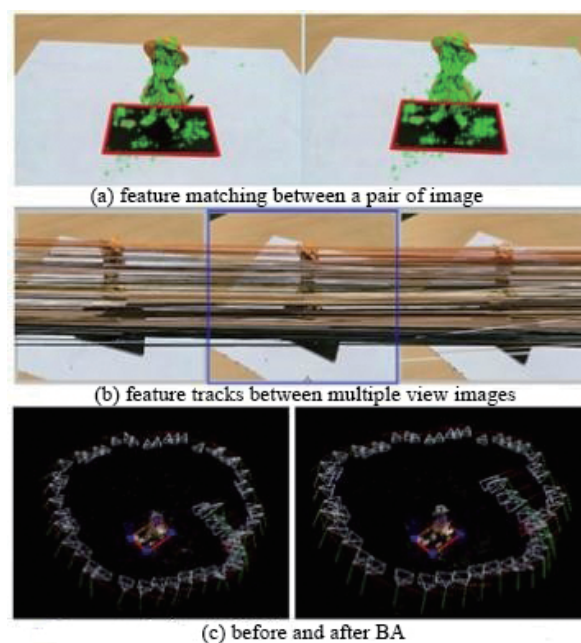 (a) feature matching between a pair of image
(b) feature tracks between multiple view images
(c) before and after BA